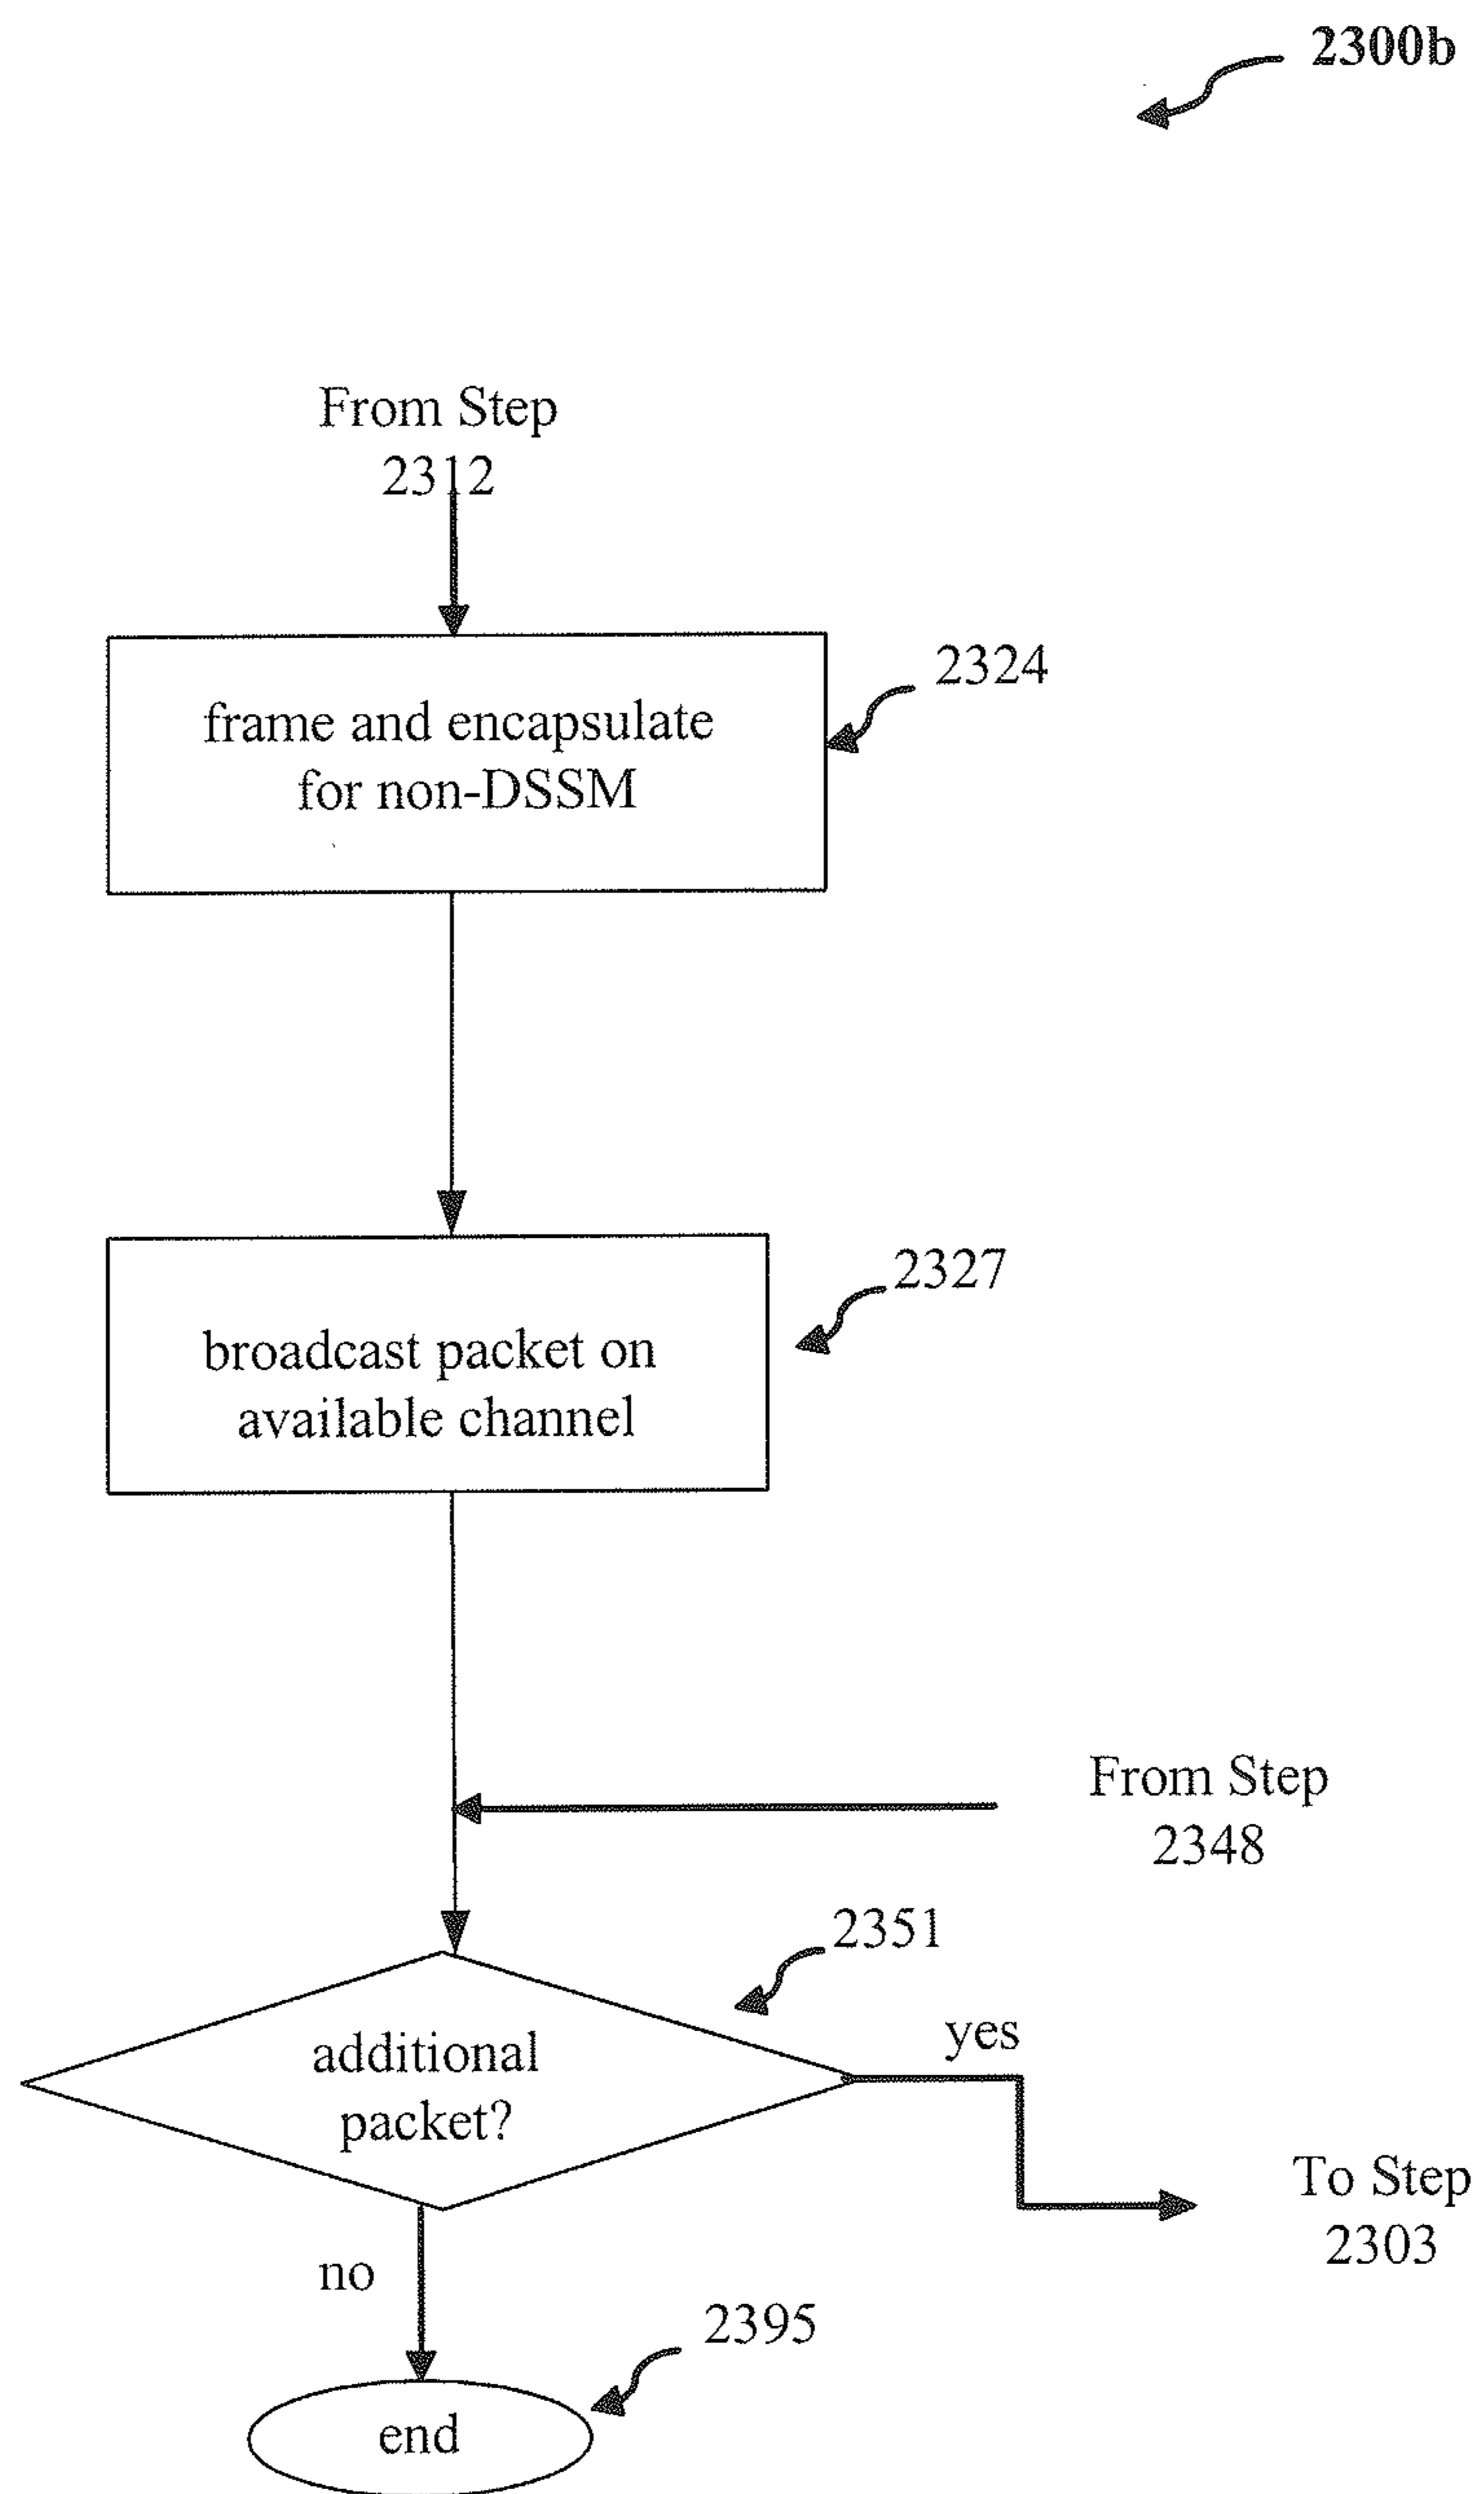 2300b
From Step
2312
2324
frame and encapsulate
for non-DSSM
2327
broadcast packet on
available channel
From Step
2348
2351
additional
packet?
yes
To Step
2303
no
2395
end